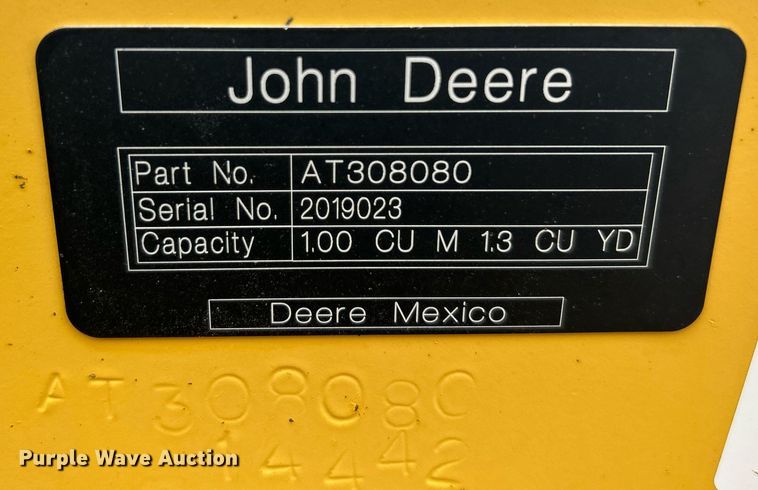 John Deere
Part No. AT308080
Serial No. 2019023
Capacity 1.00 CU M 1.3 CU YD
Deere Mexico
AT308080
14442
Purple Wave Auction